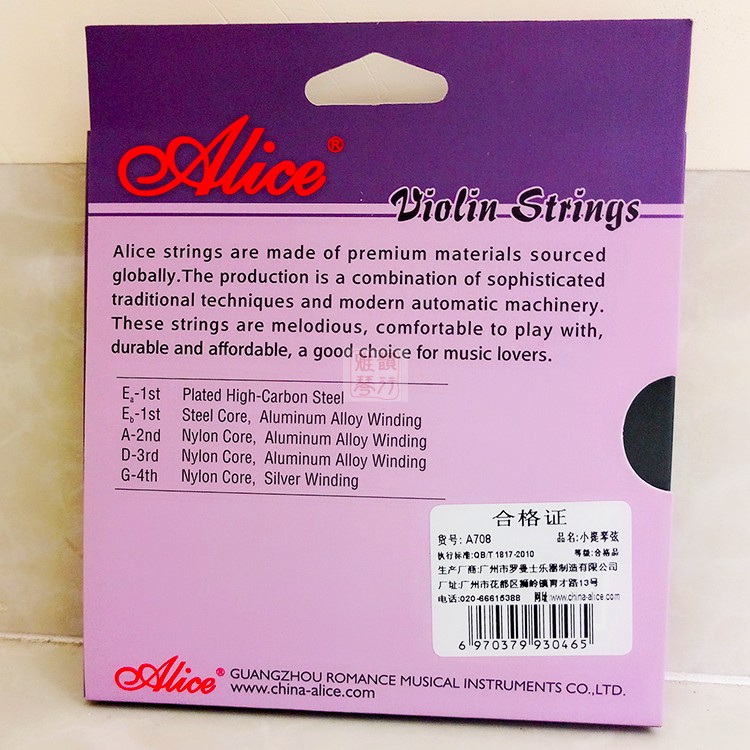 Alice®
Violin Strings
Alice strings are made of premium materials sourced
globally.The production is a combination of sophisticated
traditional techniques and modern automatic machinery.
These strings are melodious, comfortable to play with,
durable and affordable, a good choice for music lovers.
雅韻
琴行
Ea-1st Plated High-Carbon Steel
Eb-1st Steel Core, Aluminum Alloy Winding
A-2nd Nylon Core, Aluminum Alloy Winding
D-3rd Nylon Core, Aluminum Alloy Winding
G-4th Nylon Core, Silver Winding
合格证
货号: A708 品名:小提琴弦
执行标准:QB/T 1817-2010 等级:合格品
生产厂商:广州市罗曼士乐器制造有限公司
厂址:广州市花都区狮岭镇育才路13号
电话:020-66615388 网址:www.china-alice.com
6 970379 930465
Alice® GUANGZHOU ROMANCE MUSICAL INSTRUMENTS CO.,LTD.
www.china-alice.com